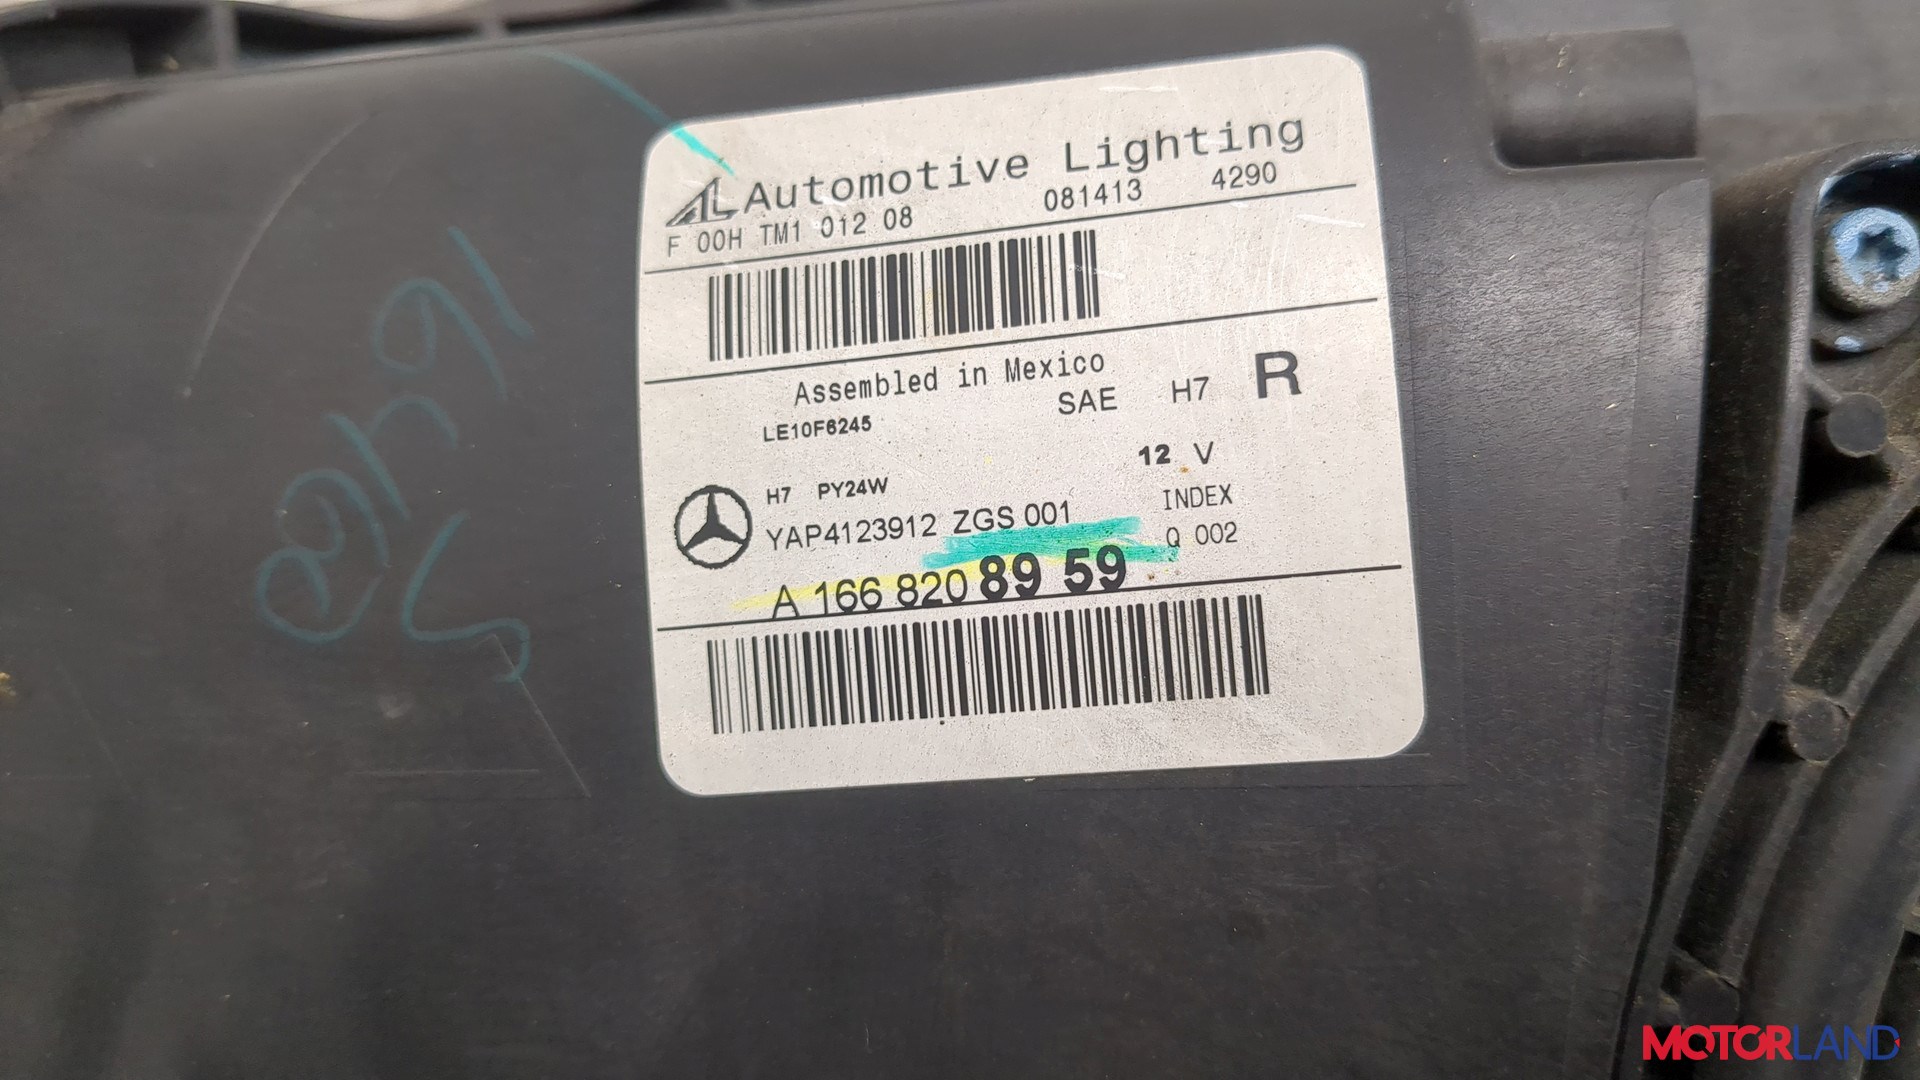 Automotive Lighting
F 00H TM1 012 08 081413 4290
Assembled in Mexico
LE10F6245 SAE H7 R
12 V
H7 PY24W
YAP4123912 ZGS 001 INDEX
Q 002
A 166 820 89 59
MOTORLAND